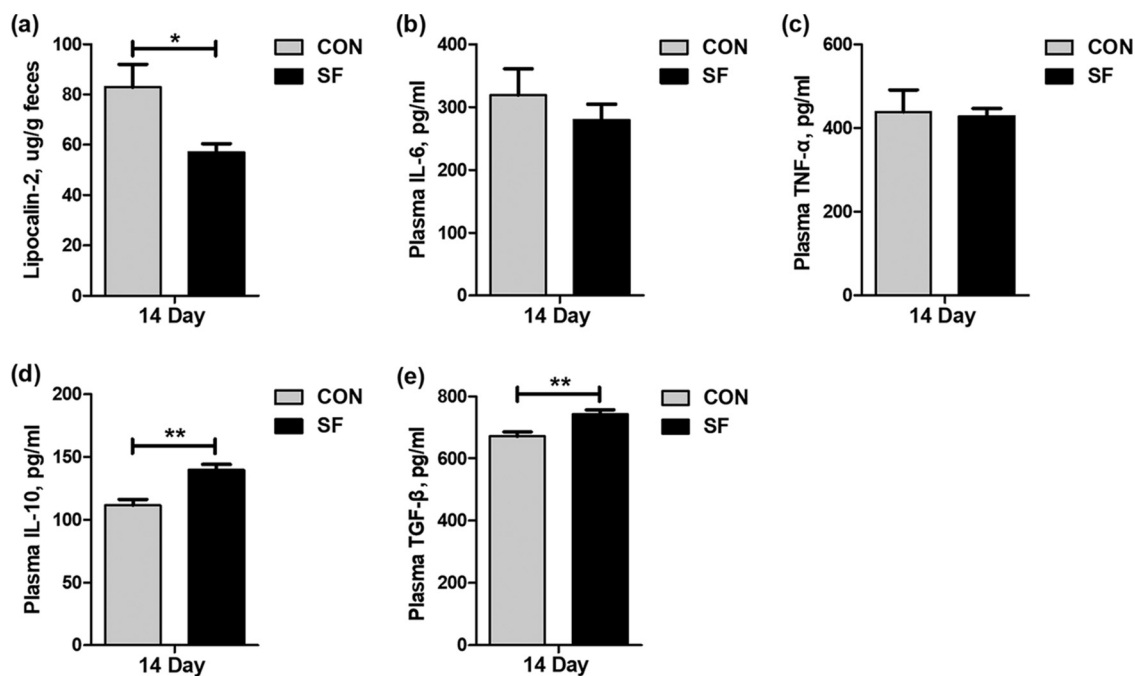 (a)
Lipocalin-2, ug/g feces
100
80
60
40
20
0
*
14 Day
CON
SF
(b)
Plasma IL-6, pg/ml
400
300
200
100
0
14 Day
CON
SF
(c)
Plasma TNF-α, pg/ml
600
400
200
0
14 Day
CON
SF
(d)
Plasma IL-10, pg/ml
200
150
100
50
0
**
14 Day
CON
SF
(e)
Plasma TGF-β, pg/ml
800
600
400
200
0
**
14 Day
CON
SF